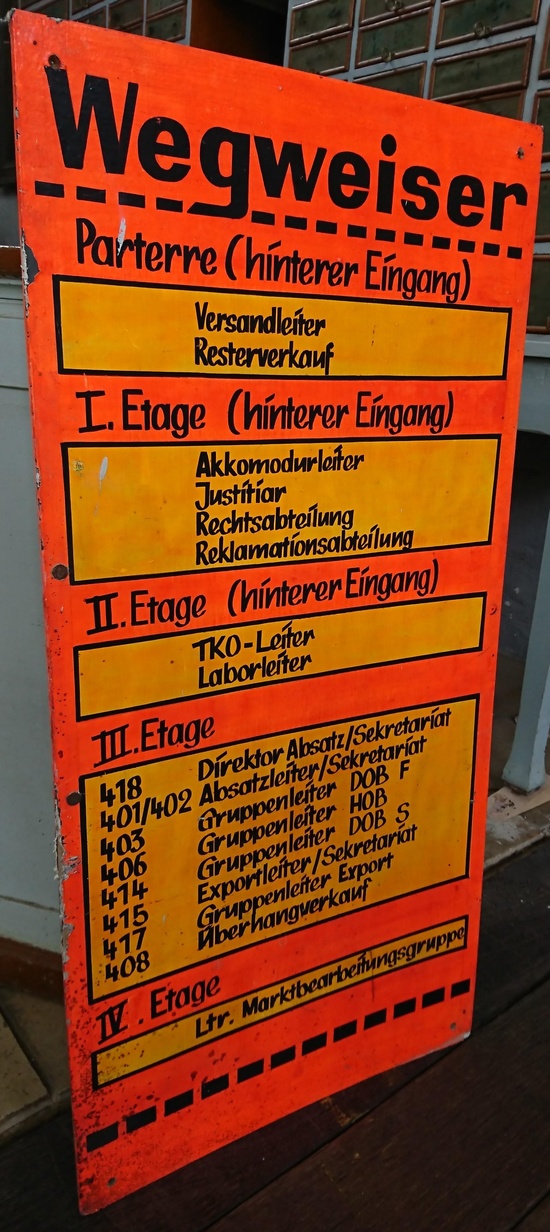 Wegweiser
Parterre (hinterer Eingang)
Versandleiter
Resterverkauf
I. Etage (hinterer Eingang)
Akkomodurleiter
Justitiar
Rechtsabteilung
Reklamationsabteilung
II. Etage (hinterer Eingang)
TKO-Leiter
Laborleiter
III. Etage
418 Direktor Absatz/Sekretariat
401/402 Absatzleiter/Sekretariat
403 Gruppenleiter DOB F
406 Gruppenleiter HOB
414 Gruppenleiter DOB S
415 Exportleiter/Sekretariat
417 Gruppenleiter Export
408 Überhangverkauf
IV. Etage
Ltr. Marktbearbeitungsgruppe